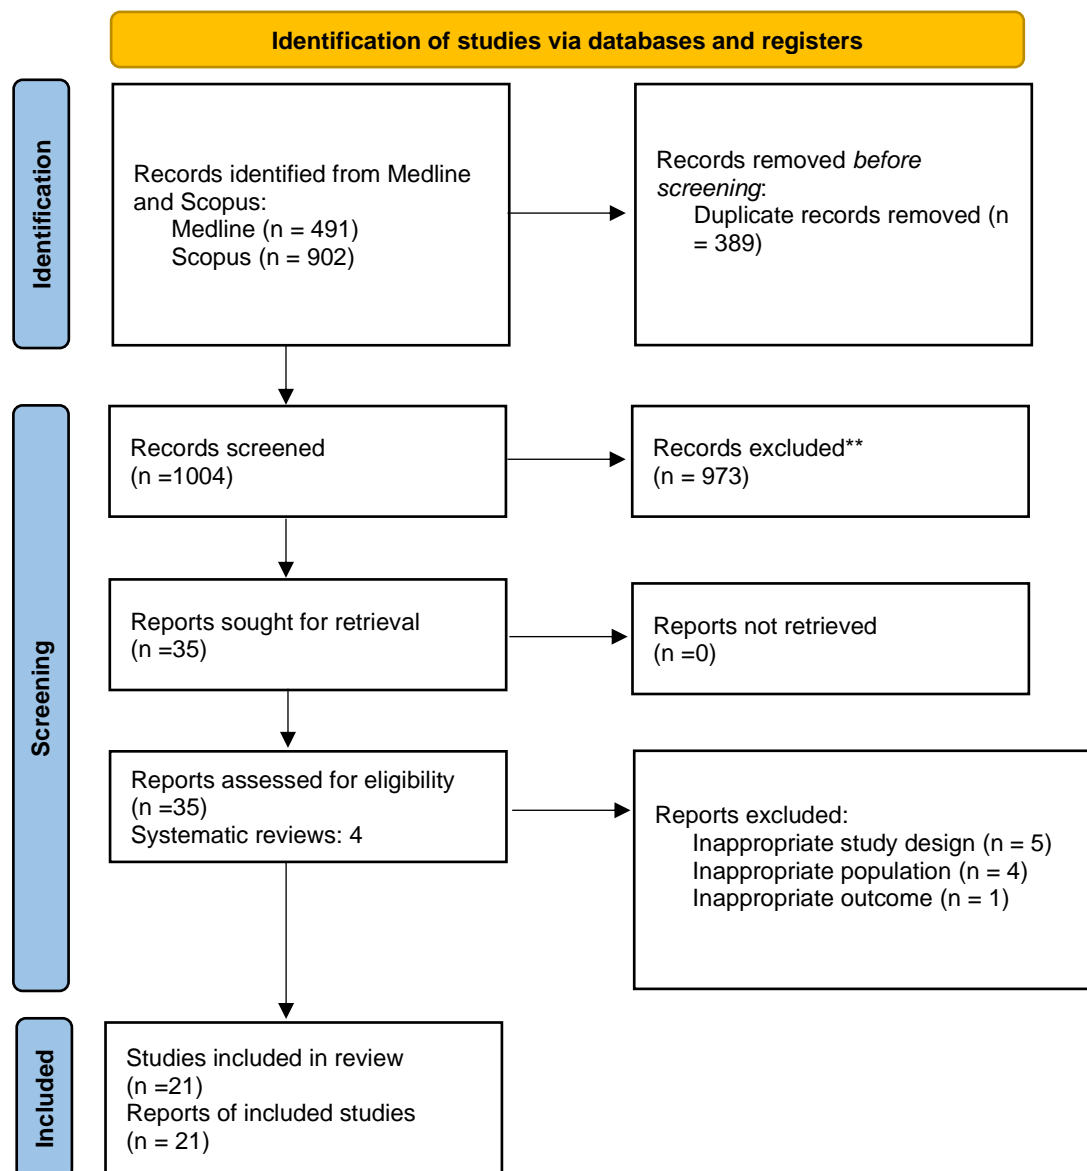 Identification of studies via databases and registers
Identification
Records identified from Medline
and Scopus:
Medline (n = 491)
Scopus (n = 902)
Records removed before
screening:
Duplicate records removed (n
= 389)
Screening
Records screened
(n =1004)
Records excluded**
(n = 973)
Reports sought for retrieval
(n =35)
Reports not retrieved
(n =0)
Reports assessed for eligibility
(n =35)
Systematic reviews: 4
Reports excluded:
Inappropriate study design (n = 5)
Inappropriate population (n = 4)
Inappropriate outcome (n = 1)
Included
Studies included in review
(n =21)
Reports of included studies
(n = 21)